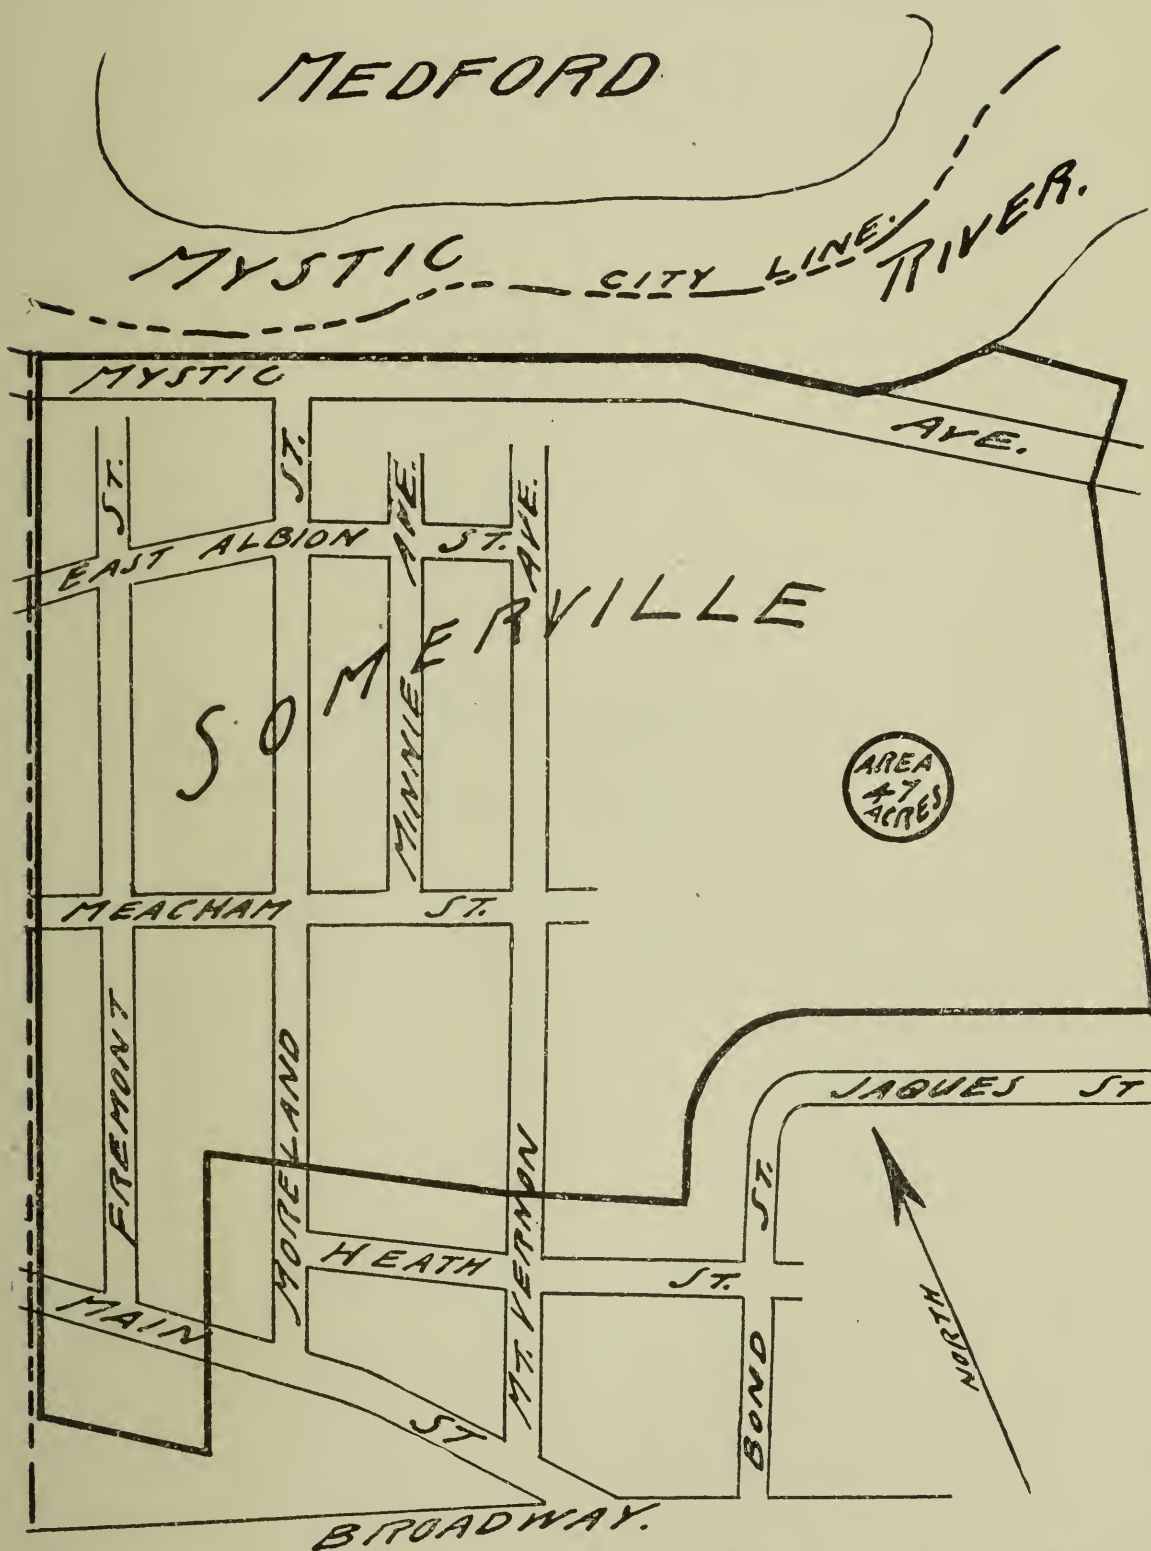 MEDFORD
MYSTIC RIVER.
CITY LINE.
MYSTIC AVE.
EAST ALBION ST.
SOMERVILLE
AREA
47
ACRES
MEACHAM ST.
FREMONT ST.
MORELAND ST.
MINNIE AVE.
MT. VERNON AVE.
JAQUES ST
HEATH ST.
MAIN ST
BOND ST.
NORTH
BROADWAY.